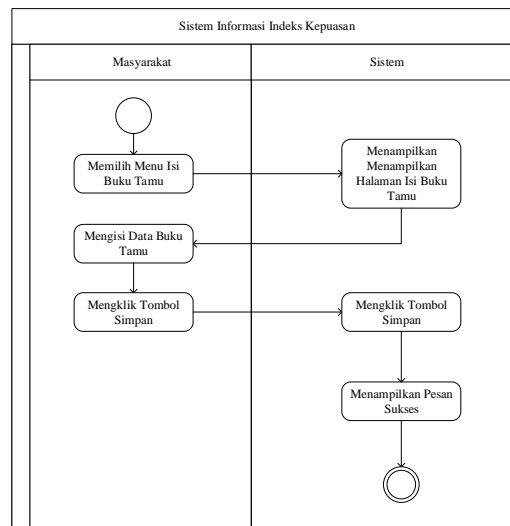 Sistem Informasi Indeks Kepuasan
Masyarakat
Sistem
Memilih Menu Isi
Buku Tamu
Menampilkan
Menampilkan
Halaman Isi Buku
Tamu
Mengisi Data Buku
Tamu
Mengklik Tombol
Simpan
Mengklik Tombol
Simpan
Menampilkan Pesan
Sukses